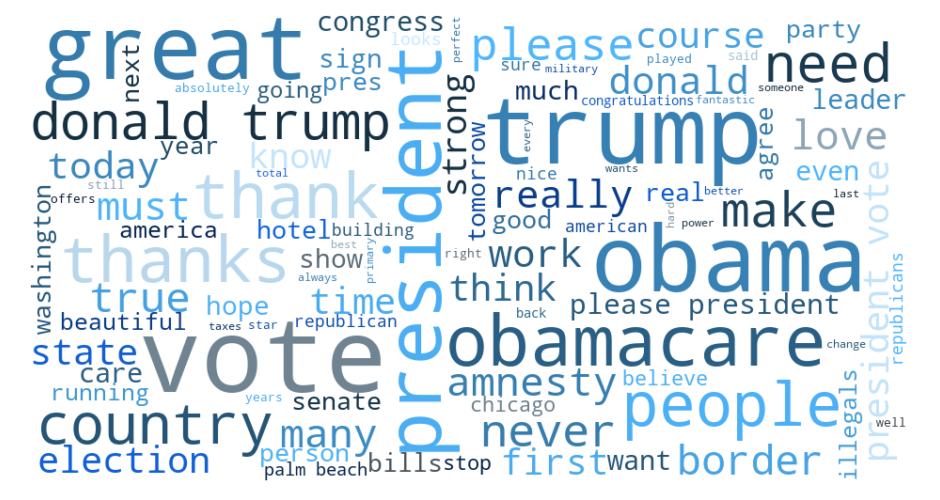 great
next
congress
sign
pres
absolutely
going
looks
perfect
please
course
party
sure
military
played
said
need
someone
donald
much
congratulations
fantastic
leader
donald trump
year
strong
trump
every
agree
love
today
know
total
president
tomorrow
nice
wants
even
still
offers
must
thank
really
real
better
last
washington
america
hotel
building
best
good
american
hard
power
make
thanks
show
primary
right
work
obama
president vote
republicans
always
true
hope
time
think
please president
beautiful
taxes
star
republican
back
state
vote
obamacare
change
care
running
years
senate
amnesty
believe
chicago
people
illegals
well
country
many
never
election
person
palm beach
bills
stop
first
want
border